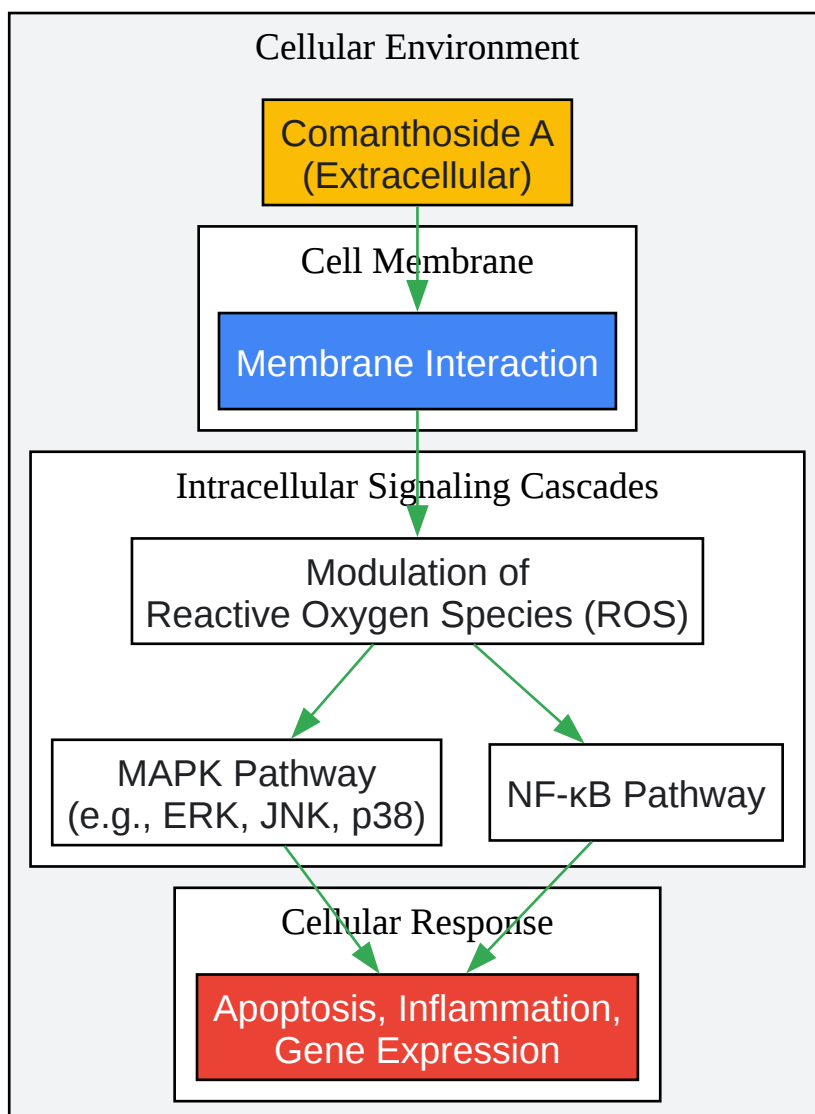 Cellular Environment
Comanthoside A
(Extracellular)
Cell Membrane
Membrane Interaction
Intracellular Signaling Cascades
Modulation of
Reactive Oxygen Species (ROS)
MAPK Pathway
(e.g., ERK, JNK, p38)
NF-κB Pathway
Cellular Response
Apoptosis, Inflammation,
Gene Expression